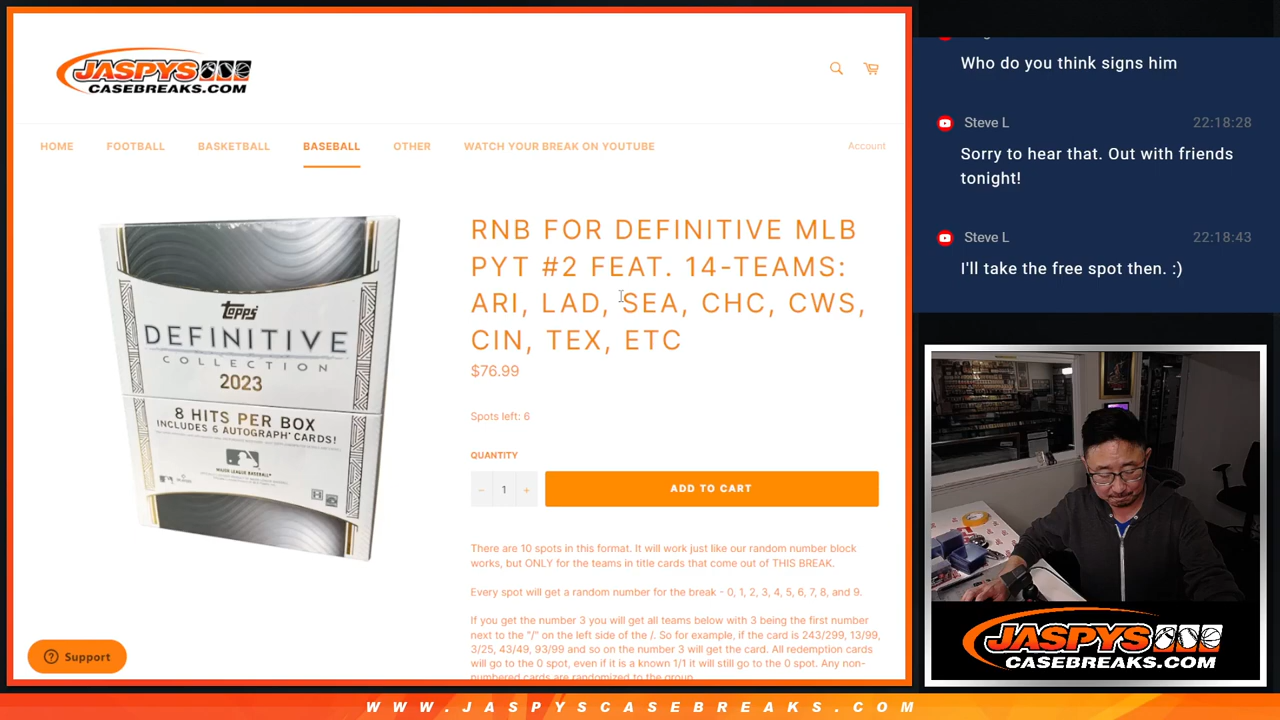 JASPYS
CASEBREAKS.COM
HOME FOOTBALL BASKETBALL BASEBALL OTHER WATCH YOUR BREAK ON YOUTUBE Account
topps
DEFINITIVE
COLLECTION
2023
8 HITS PER BOX
INCLUDES 6 AUTOGRAPH CARDS!
MAJOR LEAGUE BASEBALL
RNB FOR DEFINITIVE MLB
PYT #2 FEAT. 14-TEAMS:
ARI, LAD, SEA, CHC, CWS,
CIN, TEX, ETC
$76.99
Spots left: 6
QUANTITY
− 1 + ADD TO CART
There are 10 spots in this format. It will work just like our random number block
works, but ONLY for the teams in title cards that come out of THIS BREAK.
Every spot will get a random number for the break - 0, 1, 2, 3, 4, 5, 6, 7, 8, and 9.
If you get the number 3 you will get all teams below with 3 being the first number
next to the "/" on the left side of the /. So for example, if the card is 243/299, 13/99,
3/25, 43/49, 93/99 and so on the number 3 will get the card. All redemption cards
will go to the 0 spot, even if it is a known 1/1 it will still go to the 0 spot. Any non-
numbered cards are randomized to the group.
Support
Who do you think signs him
Steve L 22:18:28
Sorry to hear that. Out with friends
tonight!
Steve L 22:18:43
I'll take the free spot then. :)
JASPYS
CASEBREAKS.COM
WWW.JASPYSCASEBREAKS.COM